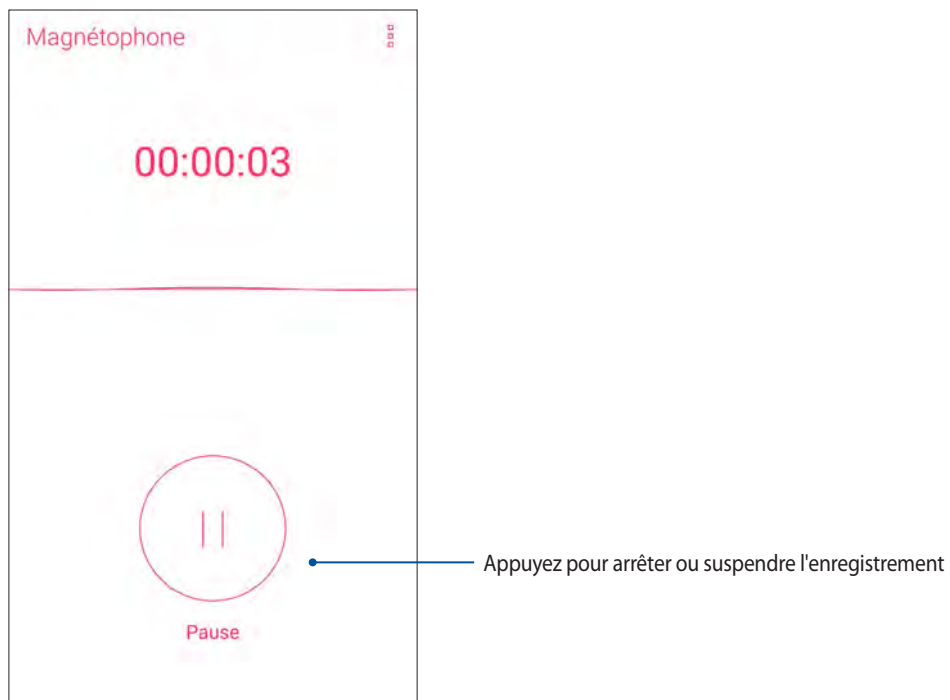 Magnétophone
00:00:03
Appuyez pour arrêter ou suspendre l'enregistrement
Pause